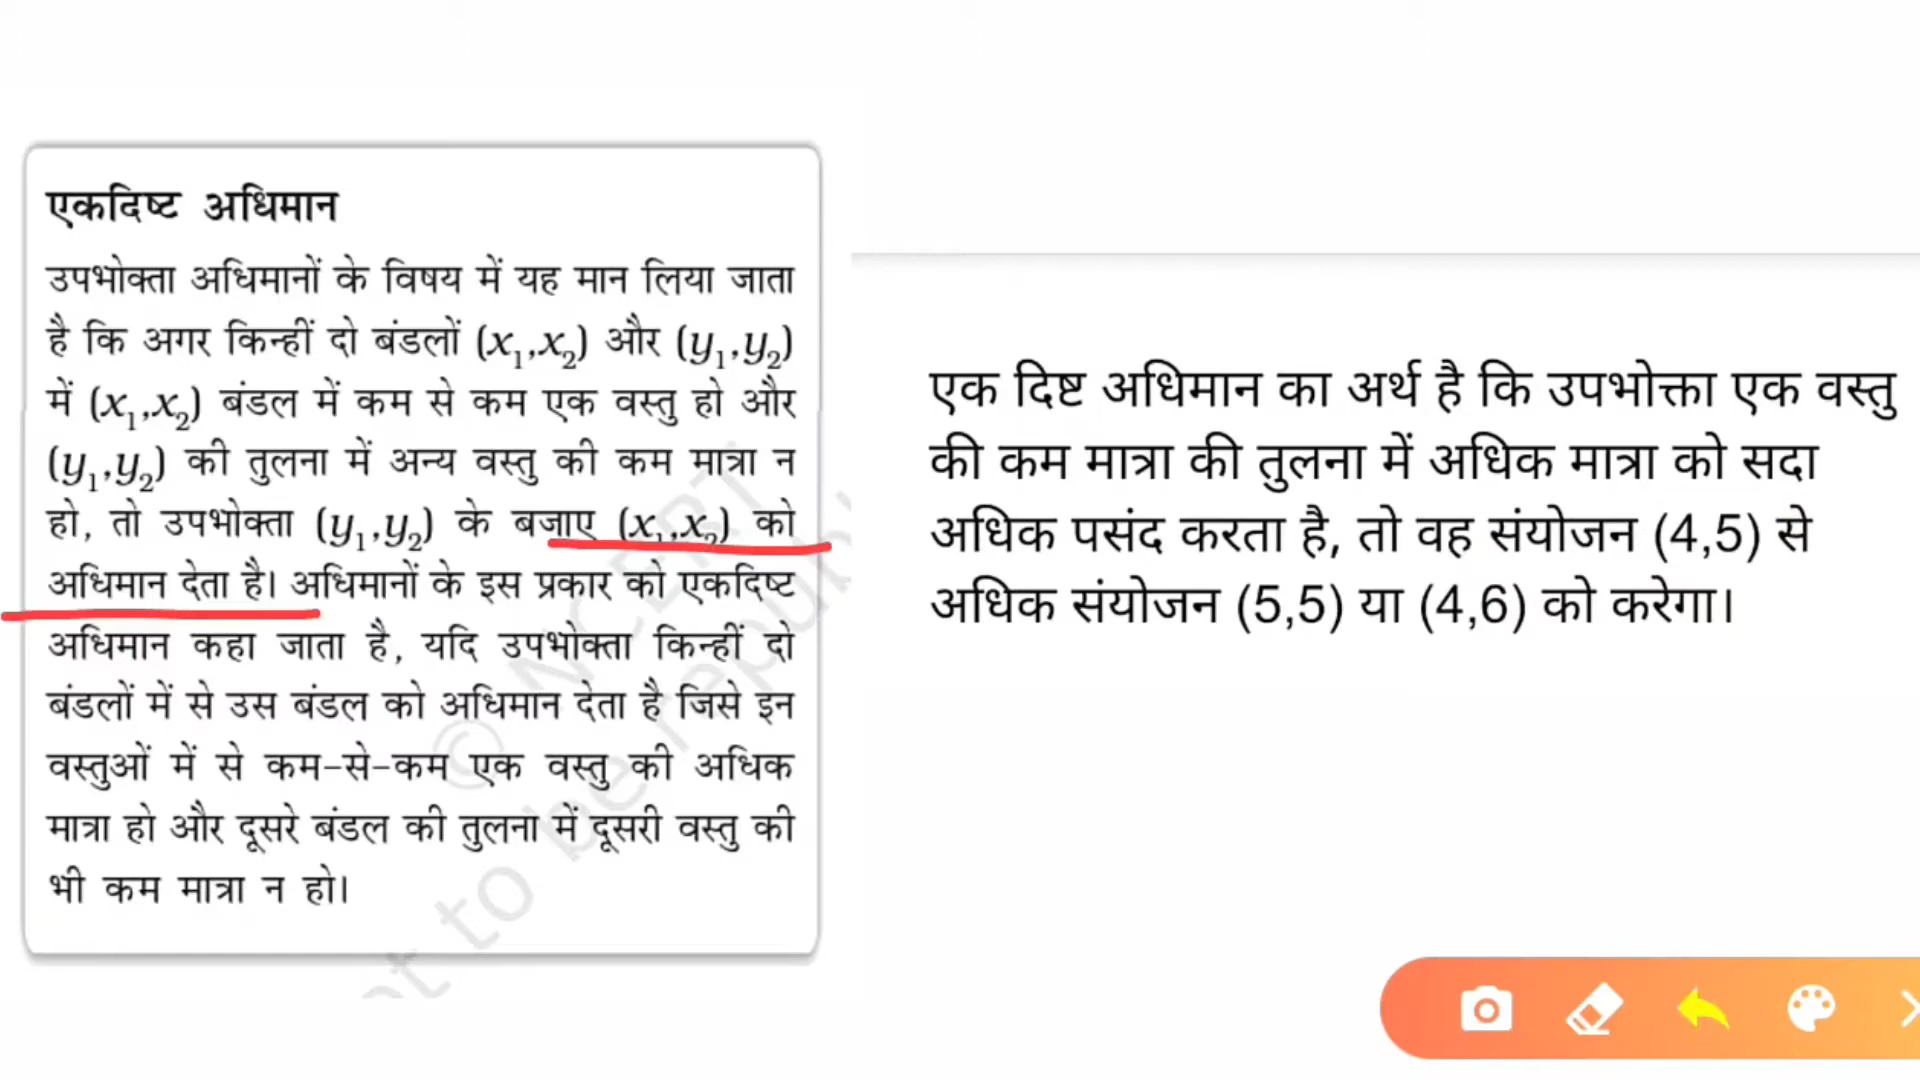 एकदिष्ट अधिमान
उपभोक्ता अधिमानों के विषय में यह मान लिया जाता
है कि अगर किन्हीं दो बंडलों (x₁,x₂) और (y₁,y₂)
में (x₁,x₂) बंडल में कम से कम एक वस्तु हो और
(y₁,y₂) की तुलना में अन्य वस्तु की कम मात्रा न
हो, तो उपभोक्ता (y₁,y₂) के बजाए (x₁,x₂) को
अधिमान देता है। अधिमानों के इस प्रकार को एकदिष्ट
अधिमान कहा जाता है, यदि उपभोक्ता किन्हीं दो
बंडलों में से उस बंडल को अधिमान देता है जिसे इन
वस्तुओं में से कम-से-कम एक वस्तु की अधिक
मात्रा हो और दूसरे बंडल की तुलना में दूसरी वस्तु की
भी कम मात्रा न हो।
© NCERT
to be republ
एक दिष्ट अधिमान का अर्थ है कि उपभोक्ता एक वस्तु
की कम मात्रा की तुलना में अधिक मात्रा को सदा
अधिक पसंद करता है, तो वह संयोजन (4,5) से
अधिक संयोजन (5,5) या (4,6) को करेगा।